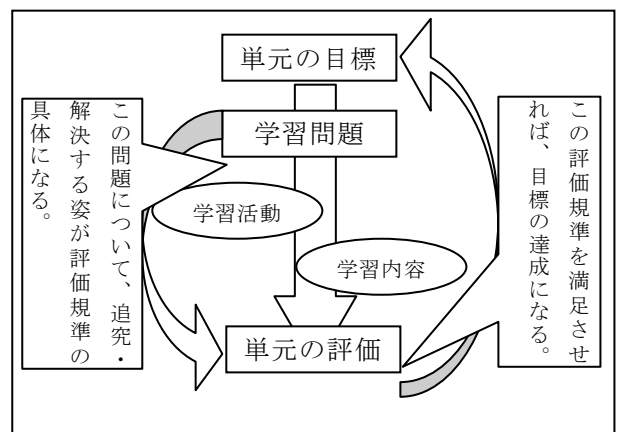 単元の目標
学習問題
学習活動
学習内容
単元の評価
この評価規準を満足させ
れば、目標の達成になる。
この問題について、追究・
解決する姿が評価規準の
具体になる。